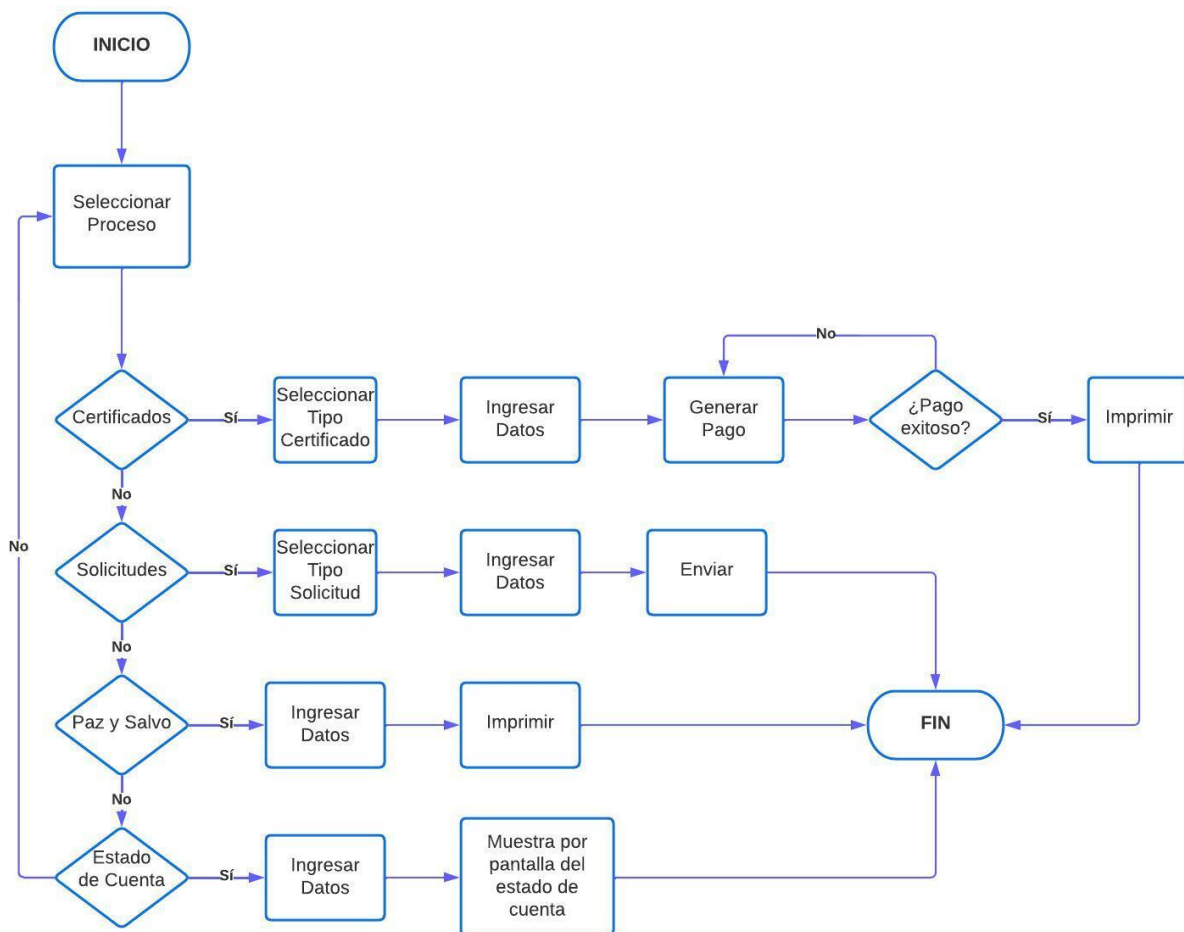 INICIO
Seleccionar
Proceso
No
Certificados
Sí
Seleccionar
Tipo
Certificado
Ingresar
Datos
Generar
Pago
¿Pago
exitoso?
Sí
Imprimir
No
No
Solicitudes
Sí
Seleccionar
Tipo
Solicitud
Ingresar
Datos
Enviar
No
Paz y Salvo
Sí
Ingresar
Datos
Imprimir
FIN
No
Estado
de Cuenta
Sí
Ingresar
Datos
Muestra por
pantalla del
estado de
cuenta